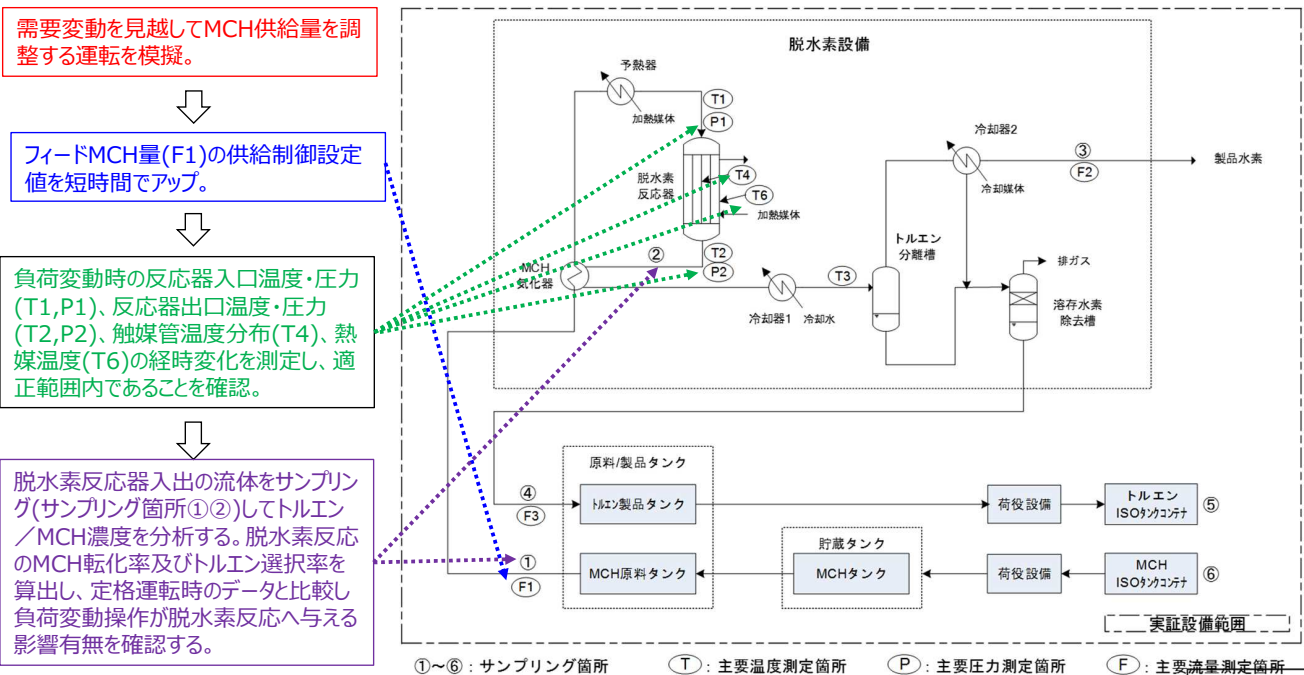 需要変動を見越してMCH供給量を調
整する運転を模擬。
フィードMCH量(F1)の供給制御設定
値を短時間でアップ。
負荷変動時の反応器入口温度・圧力
(T1,P1)、反応器出口温度・圧力
(T2,P2)、触媒管温度分布(T4)、熱
媒温度(T6)の経時変化を測定し、適
正範囲内であることを確認。
脱水素反応器入出の流体をサンプリン
グ(サンプリング箇所①②)してトルエン
／MCH濃度を分析する。脱水素反応
のMCH転化率及びトルエン選択率を
算出し、定格運転時のデータと比較し
負荷変動操作が脱水素反応へ与える
影響有無を確認する。
脱水素設備
予熱器
加熱媒体
T1
P1
脱水素
反応器
T4
T6
加熱媒体
T2
P2
②
MCH
気化器
冷却器1
冷却水
T3
トルエン
分離槽
冷却器2
冷却媒体
③
F2
製品水素
排ガス
溶存水素
除去槽
原料/製品タンク
④
F3
トルエン製品タンク
荷役設備
トルエン
ISOタンクコンテナ
⑤
①
F1
MCH原料タンク
貯蔵タンク
MCHタンク
荷役設備
MCH
ISOタンクコンテナ
⑥
実証設備範囲
①～⑥：サンプリング箇所
T：主要温度測定箇所
P：主要圧力測定箇所
F：主要流量測定箇所